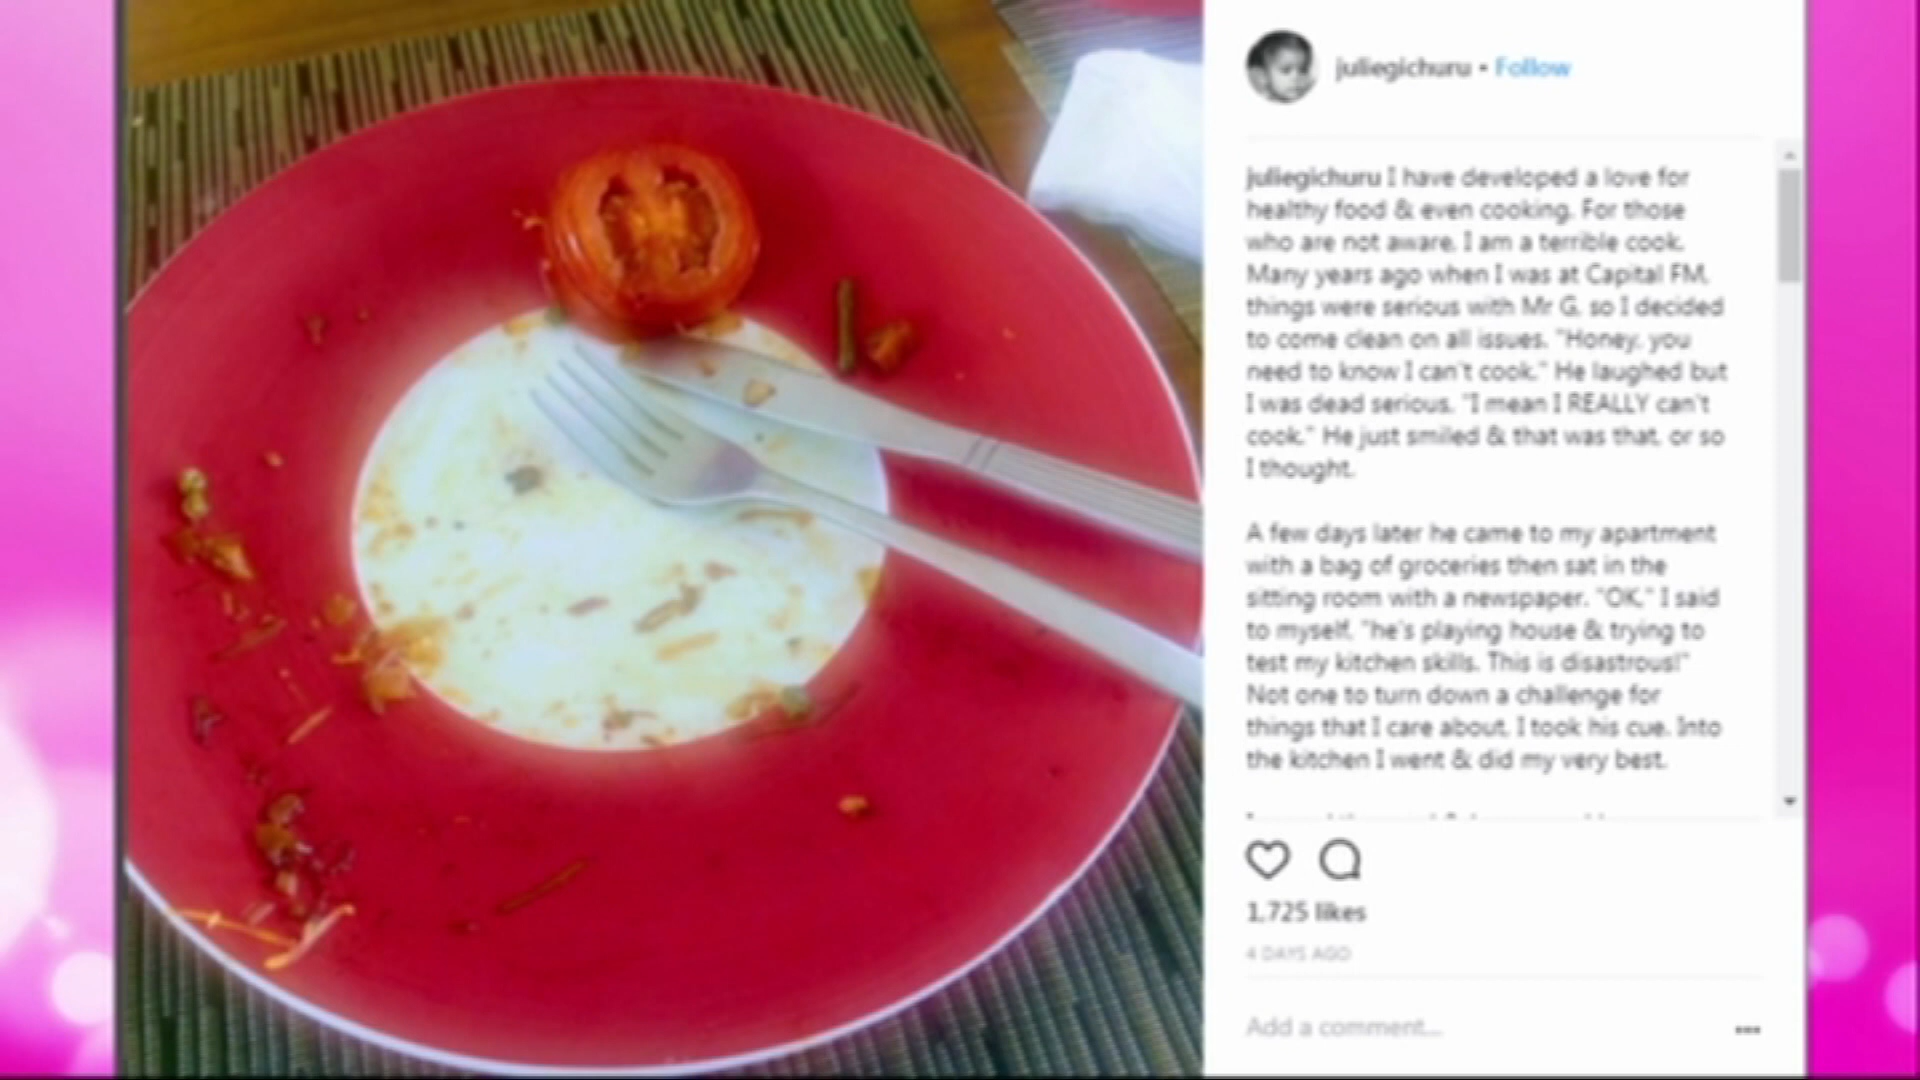 juliegichuru • Follow
juliegichuru I have developed a love for
healthy food & even cooking. For those
who are not aware, I am a terrible cook.
Many years ago when I was at Capital FM,
things were serious with Mr G, so I decided
to come clean on all issues. "Honey, you
need to know I can't cook." He laughed but
I was dead serious. "I mean I REALLY can't
cook." He just smiled & that was that, or so
I thought.
A few days later he came to my apartment
with a bag of groceries then sat in the
sitting room with a newspaper. "OK," I said
to myself, "he's playing house & trying to
test my kitchen skills. This is disastrous!"
Not one to turn down a challenge for
things that I care about, I took his cue. Into
the kitchen I went & did my very best.
1,725 likes
4 DAYS AGO
Add a comment...